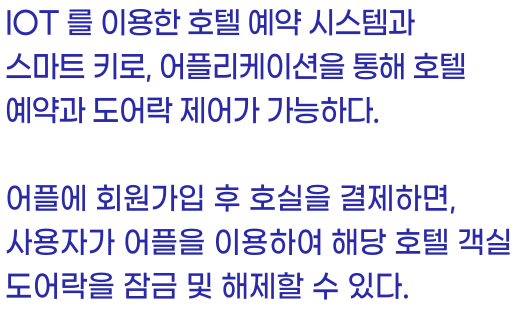 IOT 를 이용한 호텔 예약 시스템과
스마트 키로, 어플리케이션을 통해 호텔
예약과 도어락 제어가 가능하다.
어플에 회원가입 후 호실을 결제하면,
사용자가 어플을 이용하여 해당 호텔 객실
도어락을 잠금 및 해제할 수 있다.